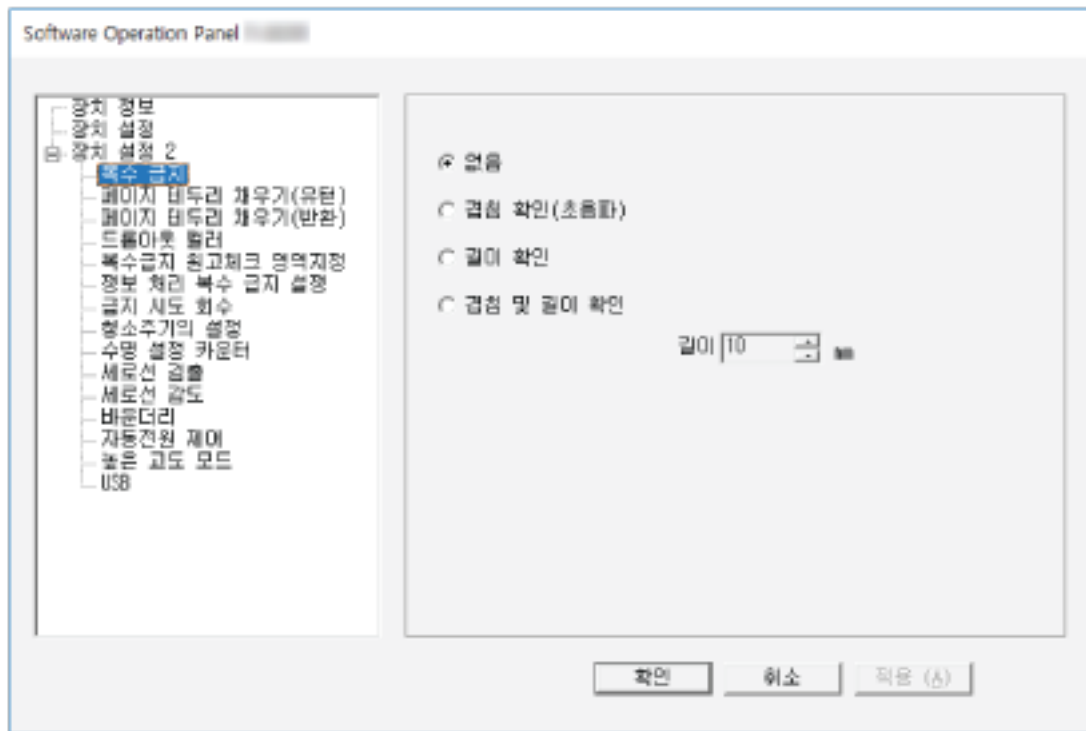 Software Operation Panel
장치 정보
장치 설정
장치 설정 2
복수 급지
페이지 테두리 채우기(유턴)
페이지 테두리 채우기(반환)
드롭아웃 컬러
복수급지 원고체크 영역지정
정보 처리 복수 급지 설정
급지 시도 회수
청소주기의 설정
수명 설정 카운터
세로선 검출
세로선 감도
바운더리
자동전원 제어
높은 고도 모드
USB
없음
겹침 확인(초음파)
길이 확인
겹침 및 길이 확인
길이 10 mm
확인 취소 적용 (A)